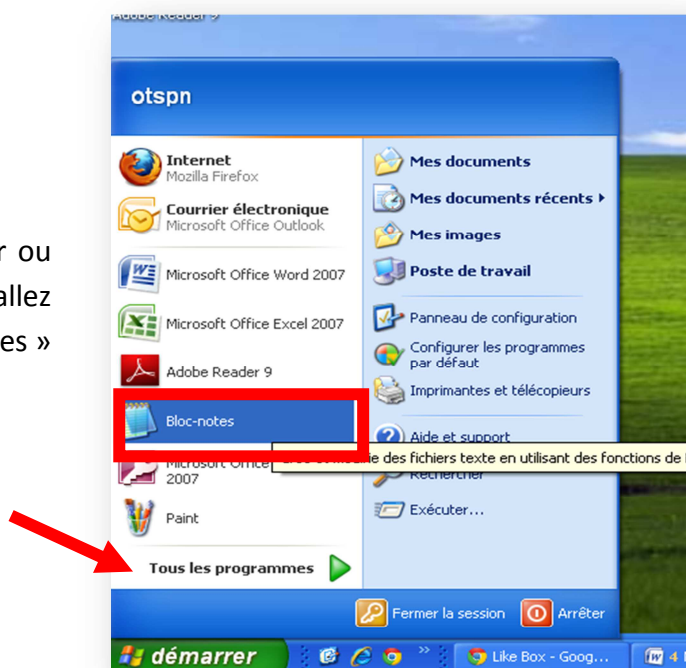 Adobe Reader 9
r ou
allez
es »
otspn
Internet
Mozilla Firefox
Courrier électronique
Microsoft Office Outlook
Microsoft Office Word 2007
Microsoft Office Excel 2007
Adobe Reader 9
Bloc-notes
Microsoft Office
2007
Paint
Tous les programmes
Mes documents
Mes documents récents
Mes images
Poste de travail
Panneau de configuration
Configurer les programmes
par défaut
Imprimantes et télécopieurs
Aide et support
des fichiers texte en utilisant des fonctions de
Rechercher
Exécuter...
Fermer la session
Arrêter
démarrer
Like Box - Goog...
4